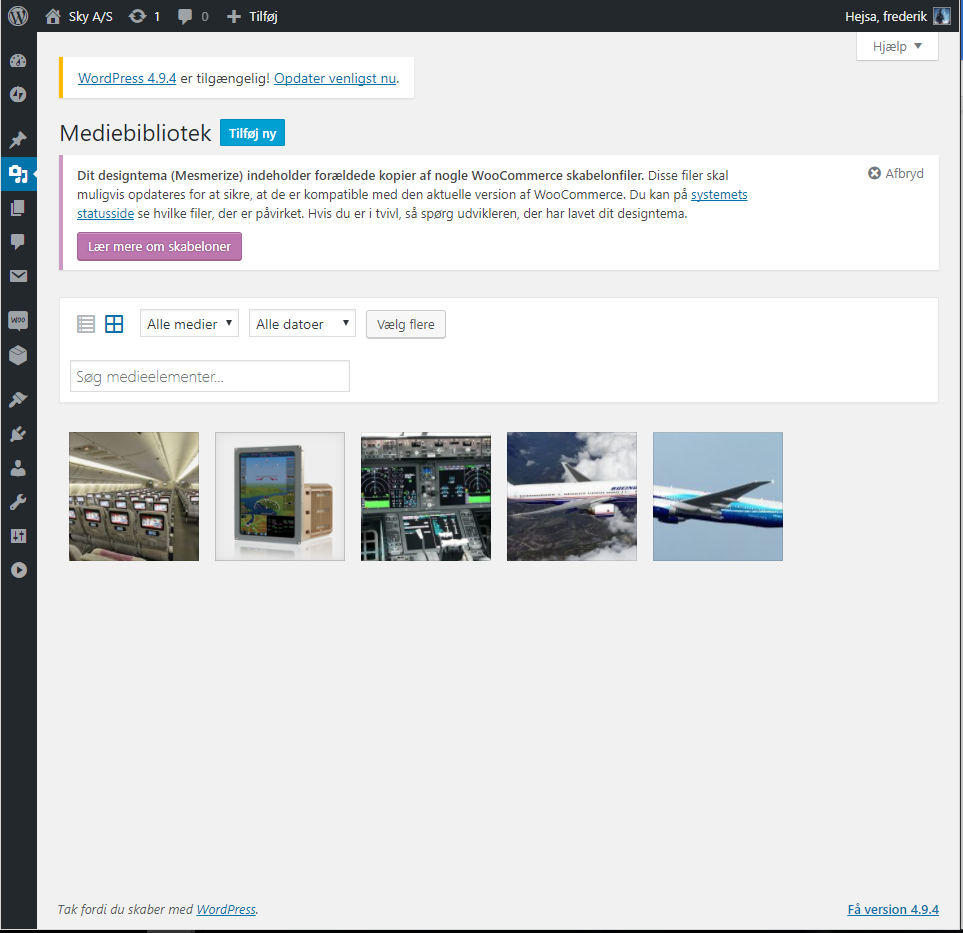 Sky A/S 1 0 Tilføj Hejsa, frederik
Hjælp
WordPress 4.9.4 er tilgængelig! Opdater venligst nu.
Mediebibliotek Tilføj ny
Dit designtema (Mesmerize) indeholder forældede kopier af nogle WooCommerce skabelonfiler. Disse filer skal
muligvis opdateres for at sikre, at de er kompatible med den aktuelle version af WooCommerce. Du kan på systemets
statusside se hvilke filer, der er påvirket. Hvis du er i tvivl, så spørg udvikleren, der har lavet dit designtema.
Afbryd
Lær mere om skabeloner
Woo
Alle medier Alle datoer Vælg flere
Søg medieelementer...
BOEING
Tak fordi du skaber med WordPress.
Få version 4.9.4